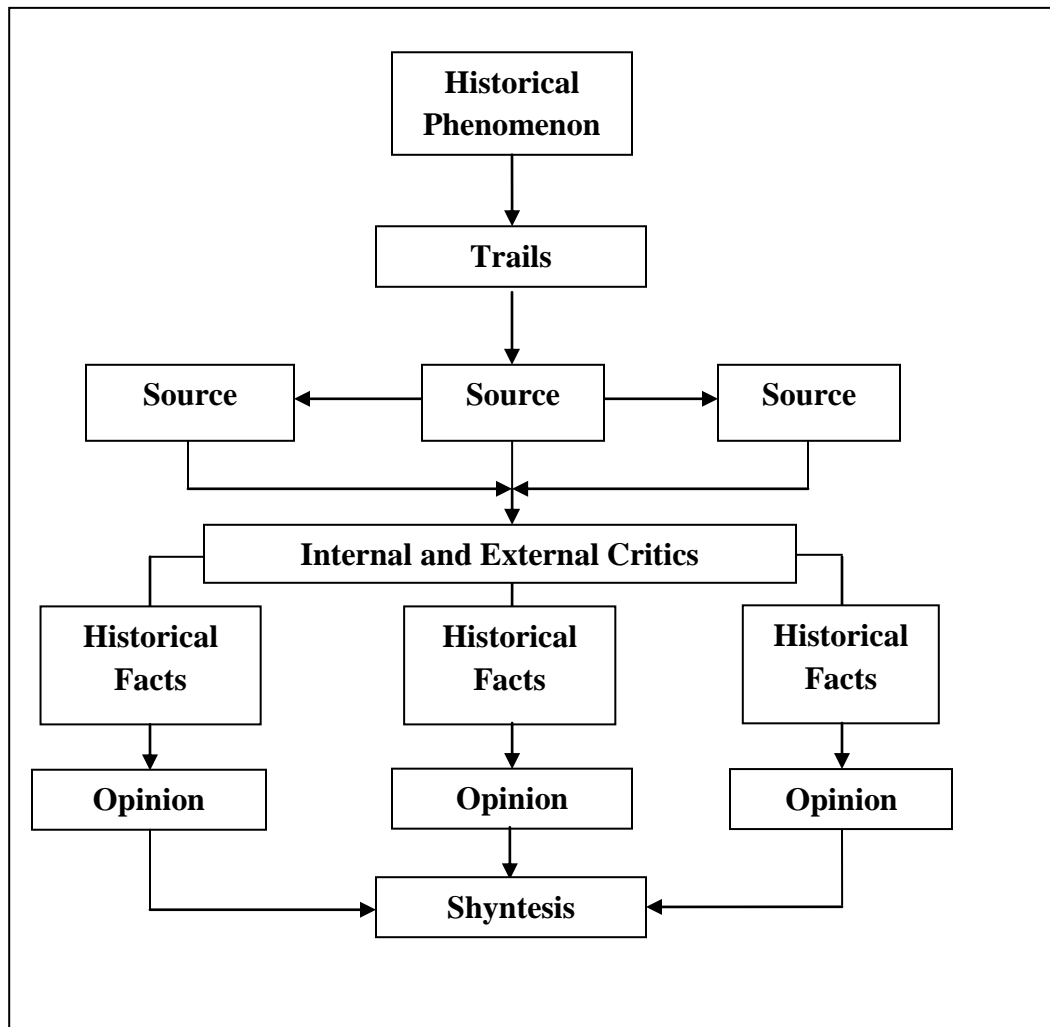 Historical
Phenomenon
Trails
Source
Source
Source
Internal and External Critics
Historical
Facts
Historical
Facts
Historical
Facts
Opinion
Opinion
Opinion
Shyntesis